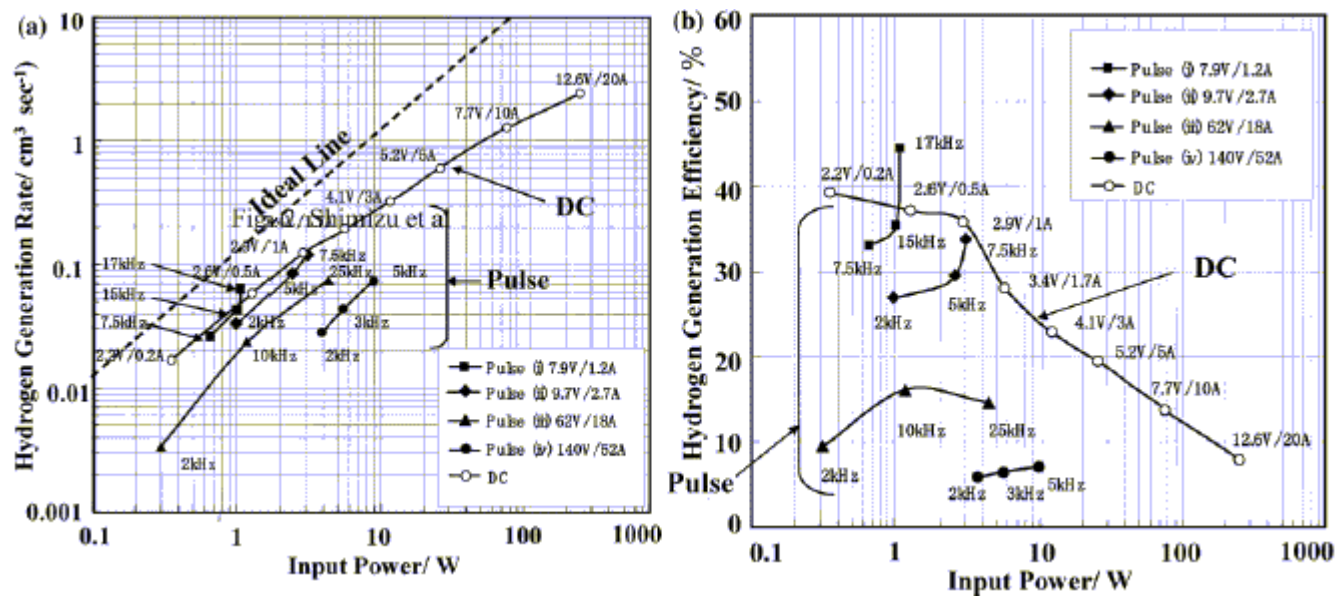 (a)
Hydrogen Generation Rate/ cm³ sec⁻¹
10
1
0.1
0.01
0.001
0.1
1
10
100
1000
Input Power/ W
Ideal Line
12.6V/20A
7.7V/10A
5.2V/5A
4.1V/3A
DC
Shimizu et al
2.9V/1A
7.5kHz
17kHz
2.6V/0.5A
25kHz
5kHz
Pulse
15kHz
5kHz
7.5kHz
2kHz
3kHz
2.2V/0.2A
10kHz
2kHz
2kHz
Pulse (i) 7.9V/1.2A
Pulse (ii) 9.7V/2.7A
Pulse (iii) 62V/18A
Pulse (iv) 140V/52A
DC
(b)
Hydrogen Generation Efficiency/ %
60
50
40
30
20
10
0
0.1
1
10
100
1000
Input Power/ W
Pulse (i) 7.9V/1.2A
Pulse (ii) 9.7V/2.7A
Pulse (iii) 62V/18A
Pulse (iv) 140V/52A
DC
17kHz
2.2V/0.2A
2.6V/0.5A
2.9V/1A
15kHz
7.5kHz
7.5kHz
3.4V/1.7A
DC
5kHz
2kHz
4.1V/3A
5.2V/5A
7.7V/10A
10kHz
25kHz
12.6V/20A
2kHz
Pulse
2kHz
3kHz
5kHz